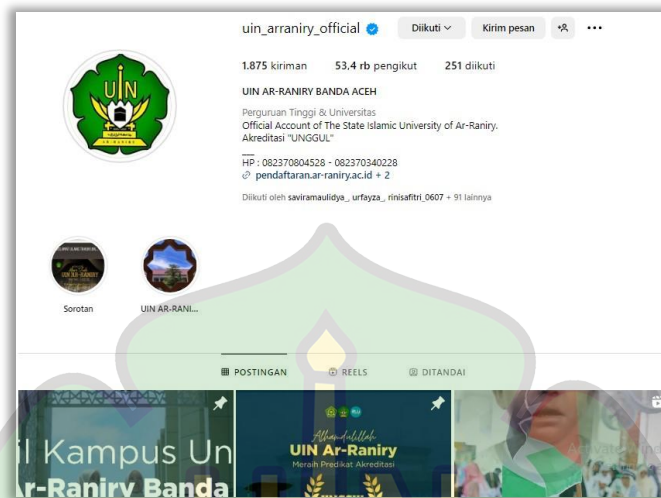 uin_arraniry_official
Diikuti
Kirim pesan
1.875 kiriman 53,4 rb pengikut 251 diikuti
UIN AR-RANIRY BANDA ACEH
Perguruan Tinggi & Universitas
Official Account of The State Islamic University of Ar-Raniry.
Akreditasi "UNGGUL"
HP : 082370804528 - 082370340228
pendaftaran.ar-raniry.ac.id + 2
Diikuti oleh saviramaulidya_, urfayza_, rinisafitri_0607 + 91 lainnya
UIN
AR-RANIRY
Sorotan
UIN AR-RANI...
POSTINGAN
REELS
DITANDAI
il Kampus Un
Ar-Raniry Banda
Alhamdulillah
UIN Ar-Raniry
Meraih Predikat Akreditasi
UNGGUL